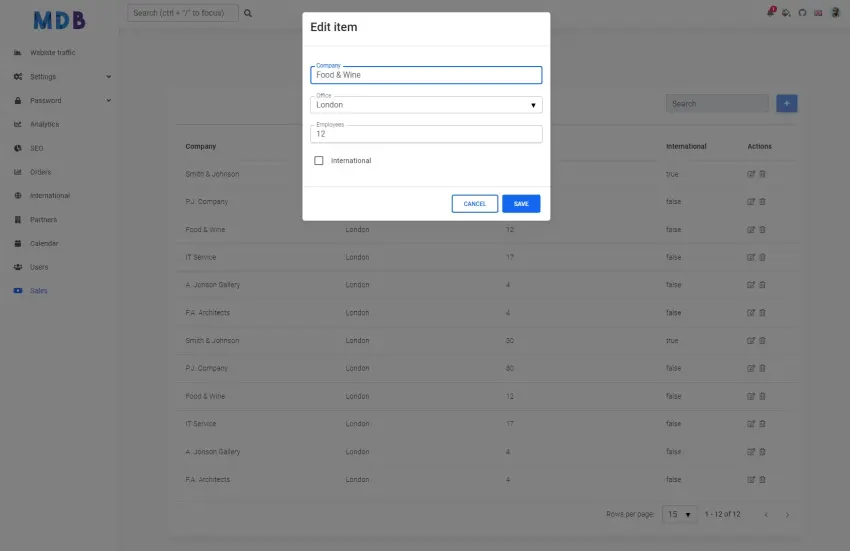 MDB
Search (ctrl + "/" to focus)
1
Website traffic
Settings
Password
Analytics
SEO
Orders
International
Partners
Calendar
Users
Sales
Edit item
Company
Food & Wine
Office
London
Employees
12
International
CANCEL
SAVE
Search
+
Company International Actions
Smith & Johnson true
P.J. Company false
Food & Wine London 12 false
IT Service London 17 false
A. Jonson Gallery London 4 false
F.A. Architects London 4 false
Smith & Johnson London 30 true
P.J. Company London 80 false
Food & Wine London 12 false
IT Service London 17 false
A. Jonson Gallery London 4 false
F.A. Architects London 4 false
Rows per page: 15 1 - 12 of 12